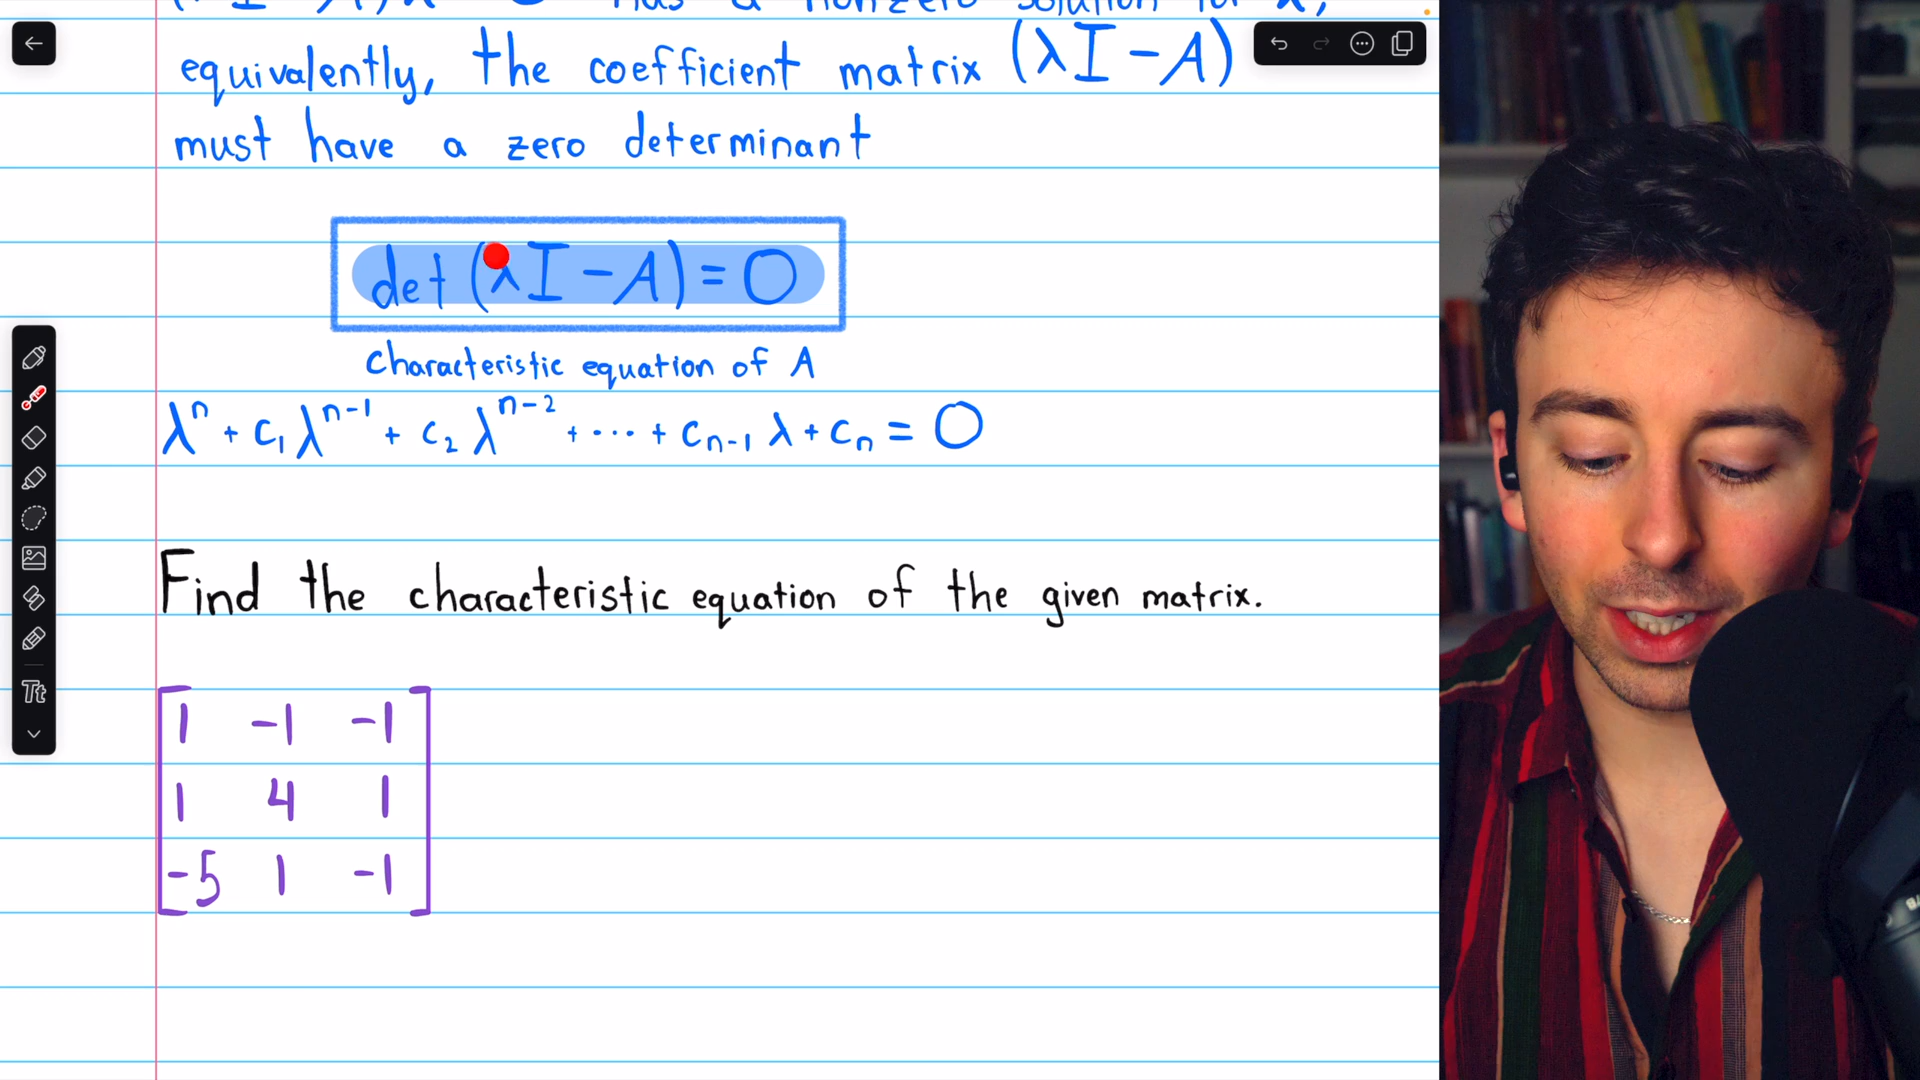 equivalently, the coefficient matrix (λI - A)
must have a zero determinant
det (λI - A) = 0
characteristic equation of A
λⁿ + c₁λⁿ⁻¹ + c₂λⁿ⁻² + ··· + cₙ₋₁λ + cₙ = 0
Find the characteristic equation of the given matrix.
1 -1 -1
1 4 1
-5 1 -1
Tt